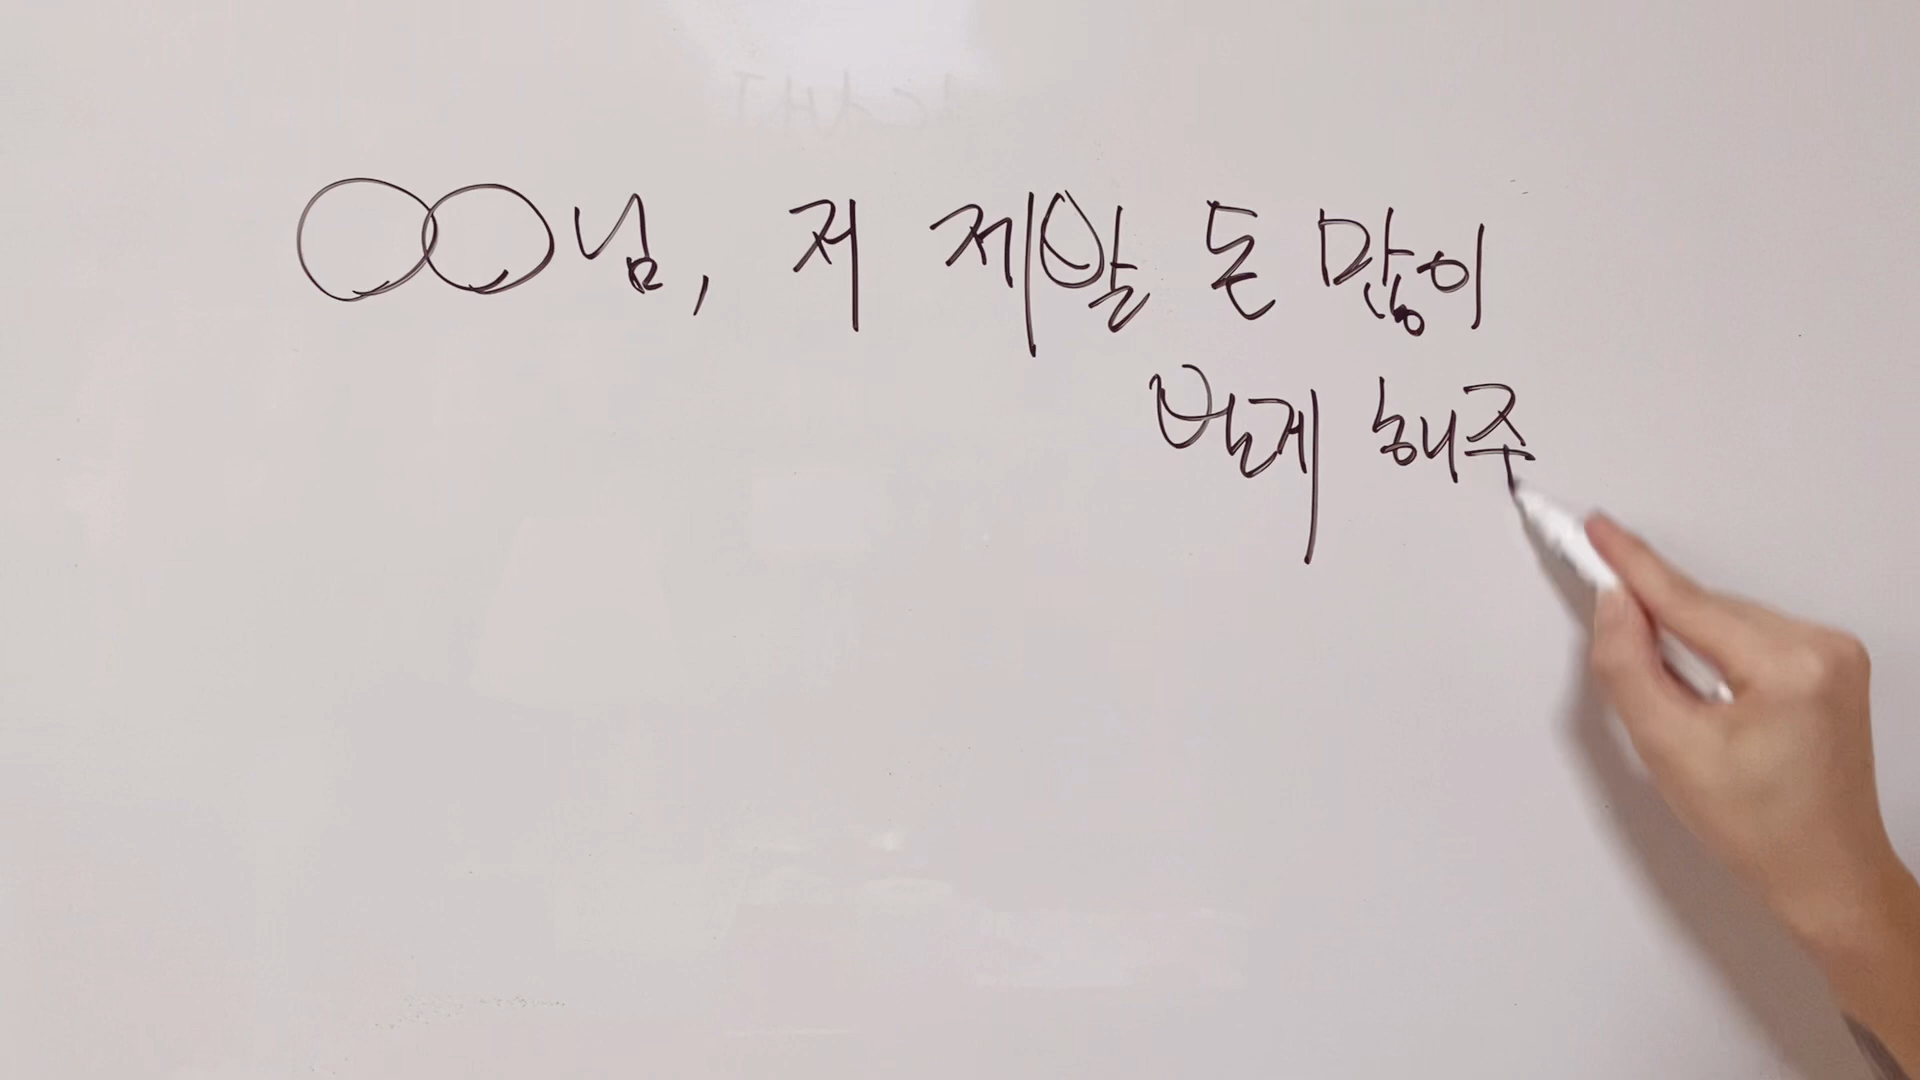 ○○님, 저 제발 돈 많이
벌게 해주